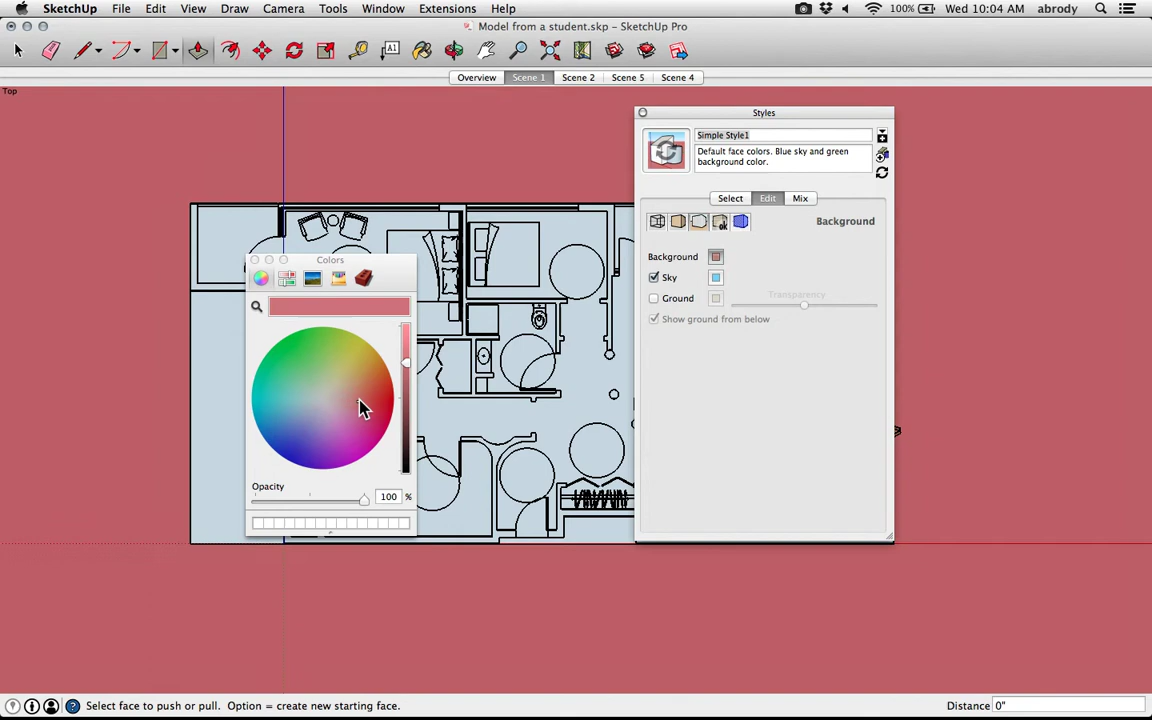 SketchUp File Edit View Draw Camera Tools Window Extensions Help 100% Wed 10:04 AM abrody
Model from a student.skp – SketchUp Pro
A1
Overview Scene 1 Scene 2 Scene 5 Scene 4
Top
Styles
Simple Style1
Default face colors. Blue sky and green
background color.
Select Edit Mix
ok
Background
Background
Sky
Ground
Transparency
Show ground from below
Colors
Opacity
100 %
Select face to push or pull. Option = create new starting face.
Distance 0"